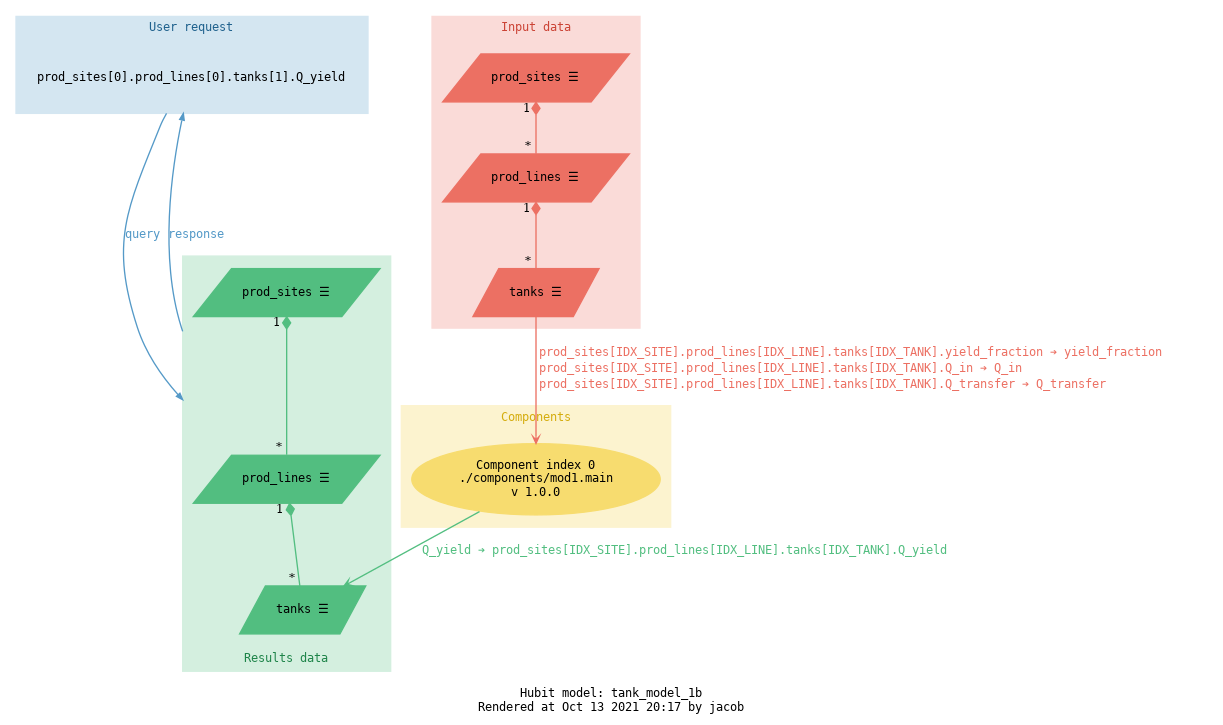 User request
prod_sites[0].prod_lines[0].tanks[1].Q_yield
query response
Input data
prod_sites ☰
1
*
prod_lines ☰
1
*
tanks ☰
prod_sites[IDX_SITE].prod_lines[IDX_LINE].tanks[IDX_TANK].yield_fraction ➔ yield_fraction
prod_sites[IDX_SITE].prod_lines[IDX_LINE].tanks[IDX_TANK].Q_in ➔ Q_in
prod_sites[IDX_SITE].prod_lines[IDX_LINE].tanks[IDX_TANK].Q_transfer ➔ Q_transfer
Components
Component index 0
./components/mod1.main
v 1.0.0
Q_yield ➔ prod_sites[IDX_SITE].prod_lines[IDX_LINE].tanks[IDX_TANK].Q_yield
prod_sites ☰
1
*
prod_lines ☰
1
*
tanks ☰
Results data
Hubit model: tank_model_1b
Rendered at Oct 13 2021 20:17 by jacob